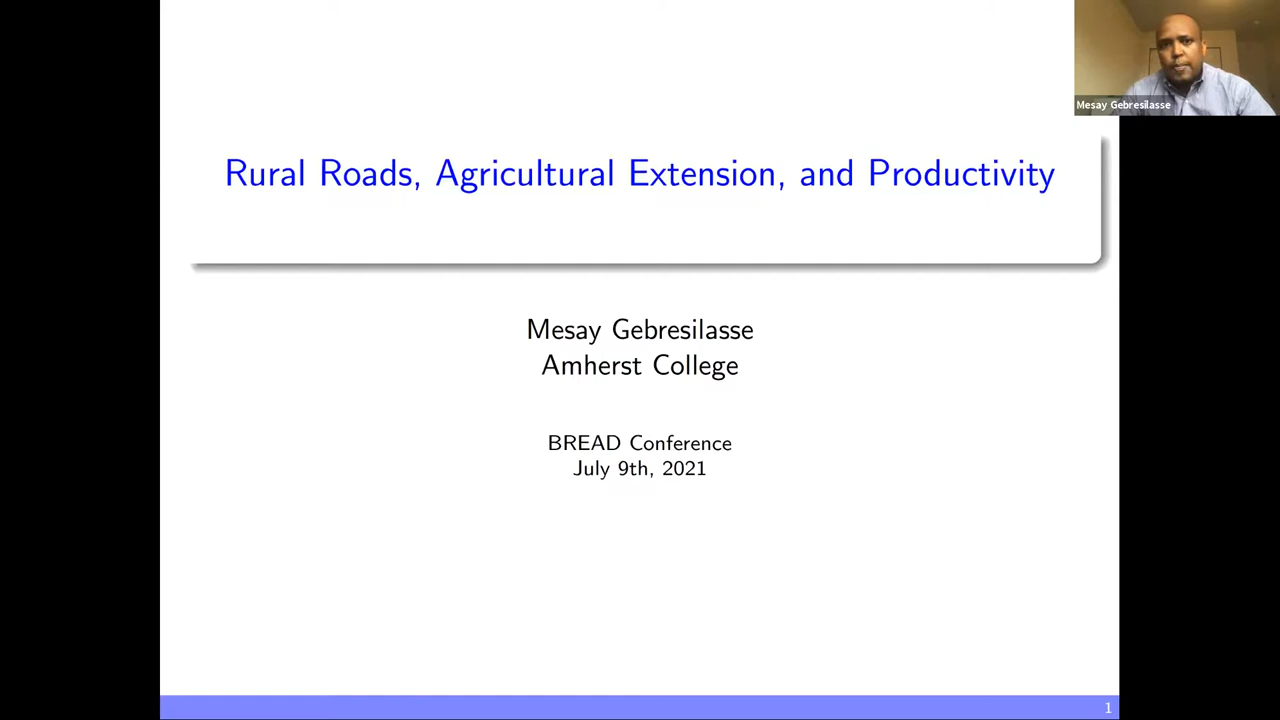 Mesay Gebresilasse
Rural Roads, Agricultural Extension, and Productivity
Mesay Gebresilasse
Amherst College
BREAD Conference
July 9th, 2021
1